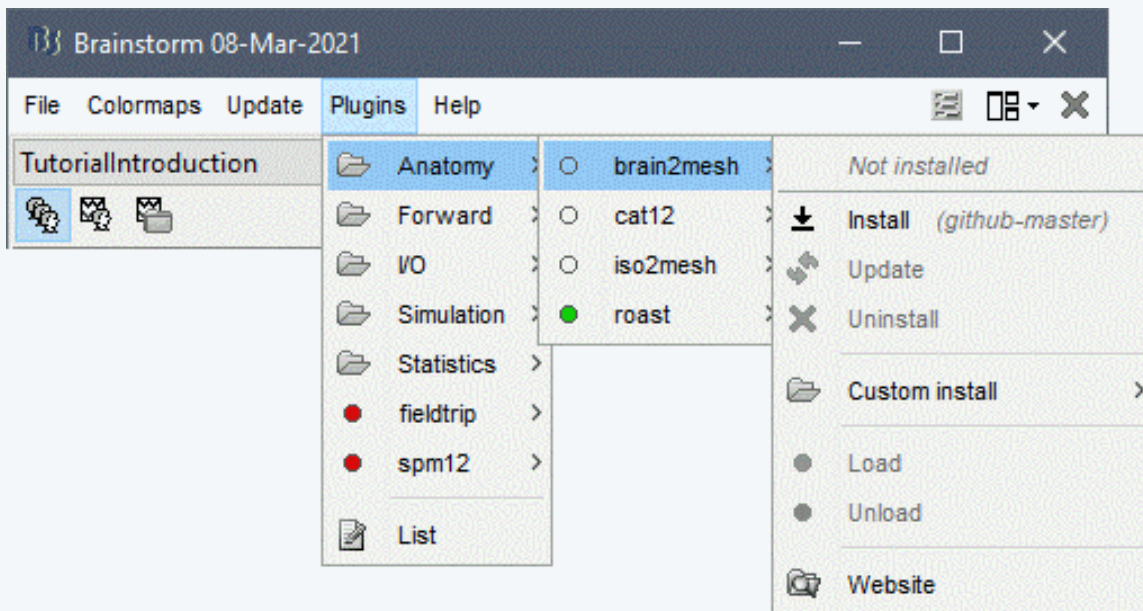 Brainstorm 08-Mar-2021
File Colormaps Update Plugins Help
TutorialIntroduction
Anatomy
Forward
I/O
Simulation
Statistics
fieldtrip
spm12
List
brain2mesh
cat12
iso2mesh
roast
Not installed
Install (github-master)
Update
Uninstall
Custom install
Load
Unload
Website